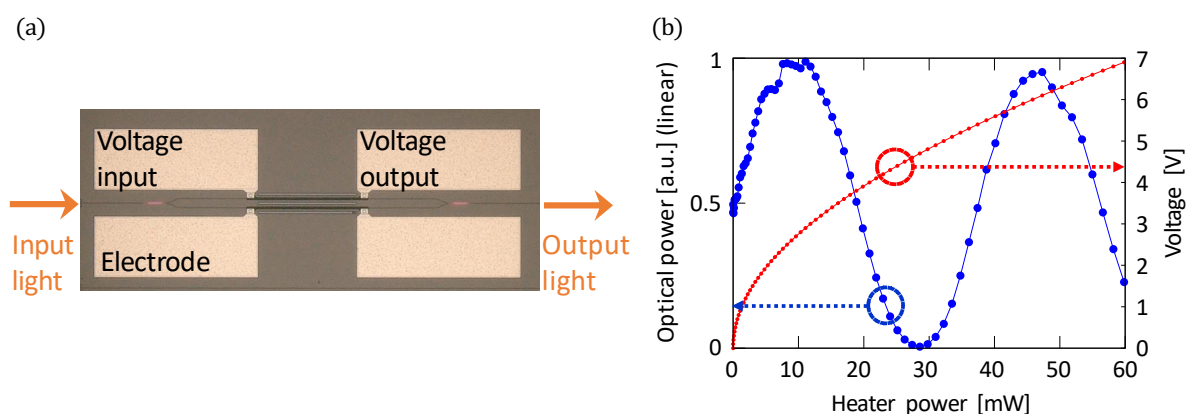 (a)
Voltage
input
Voltage
output
Input
light
Electrode
Output
light
(b)
Optical power [a.u.] (linear)
1
0.5
0
7
6
5
4
3
2
1
0
Voltage [V]
0
10
20
30
40
50
60
Heater power [mW]